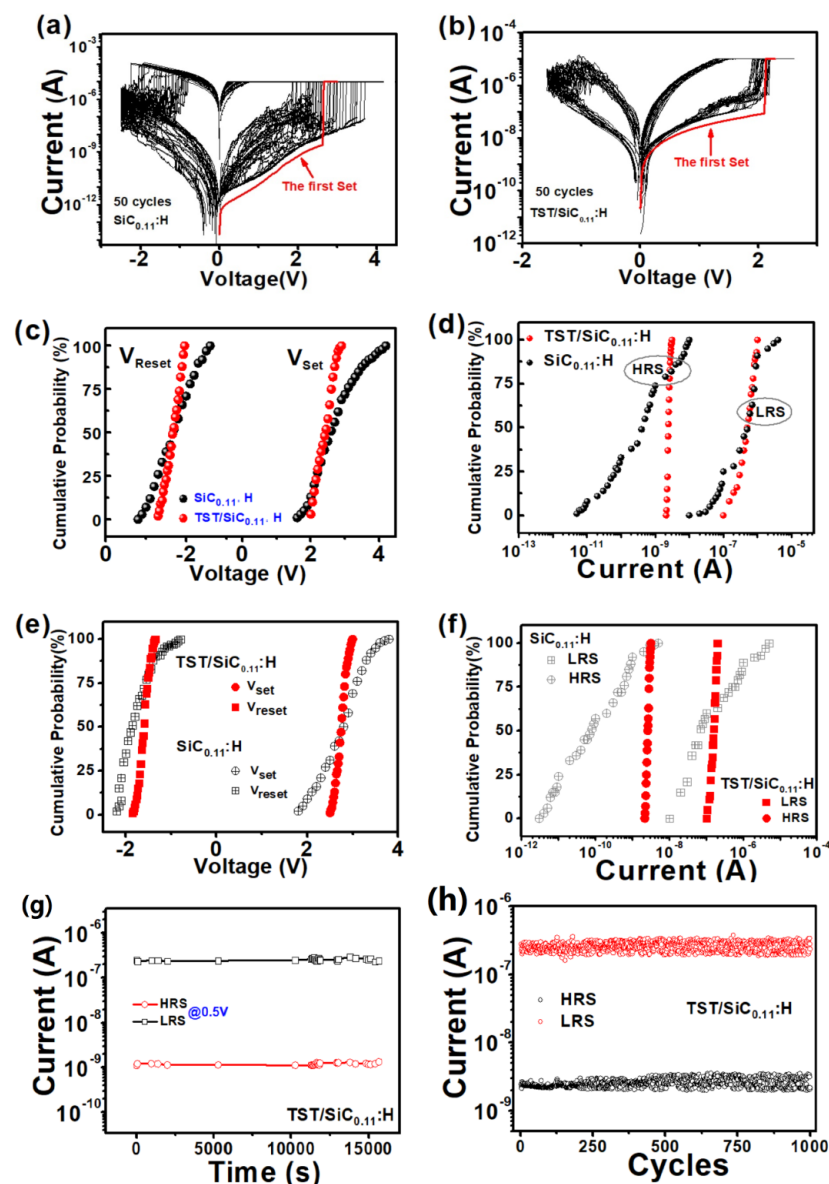 (a)
Current (A)
10⁻³
10⁻⁶
10⁻⁹
10⁻¹²
The first Set
50 cycles
SiC₀.₁₁:H
-2 0 2 4
Voltage(V)
(b)
Current (A)
10⁻⁴
10⁻⁶
10⁻⁸
10⁻¹⁰
10⁻¹²
The first Set
50 cycles
TST/SiC₀.₁₁:H
-2 0 2
Voltage (V)
(c)
Cumulative Probability (%)
100
75
50
25
0
V_Reset
V_Set
SiC₀.₁₁. H
TST/SiC₀.₁₁. H
-2 0 2 4
Voltage (V)
(d)
Cumulative Probability (%)
100
75
50
25
0
TST/SiC₀.₁₁:H
SiC₀.₁₁:H
HRS
LRS
10⁻¹³ 10⁻¹¹ 10⁻⁹ 10⁻⁷ 10⁻⁵
Current (A)
(e)
Cumulative Probability(%)
100
75
50
25
0
TST/SiC₀.₁₁:H
V_set
V_reset
SiC₀.₁₁:H
V_set
V_reset
-2 0 2 4
Voltage (V)
(f)
Cumulative Probability(%)
100
75
50
25
0
SiC₀.₁₁:H
LRS
HRS
TST/SiC₀.₁₁:H
LRS
HRS
10⁻¹² 10⁻¹⁰ 10⁻⁸ 10⁻⁶ 10⁻⁴
Current (A)
(g)
Current (A)
10⁻⁶
10⁻⁷
10⁻⁸
10⁻⁹
10⁻¹⁰
HRS
LRS
@0.5V
TST/SiC₀.₁₁:H
0 5000 10000 15000
Time (s)
(h)
Current (A)
10⁻⁶
10⁻⁷
10⁻⁸
10⁻⁹
HRS
LRS
TST/SiC₀.₁₁:H
0 250 500 750 1000
Cycles